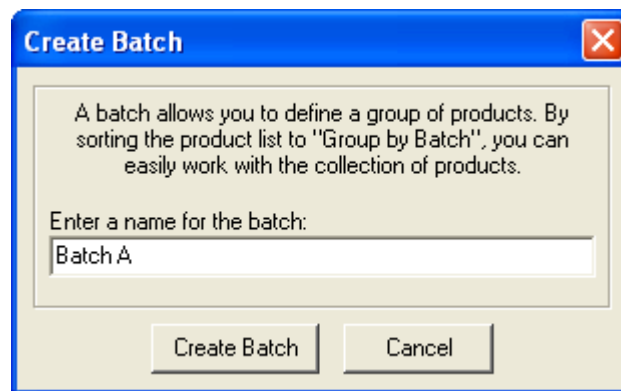 Create Batch
A batch allows you to define a group of products. By
sorting the product list to "Group by Batch", you can
easily work with the collection of products.
Enter a name for the batch:
Batch A
Create Batch
Cancel